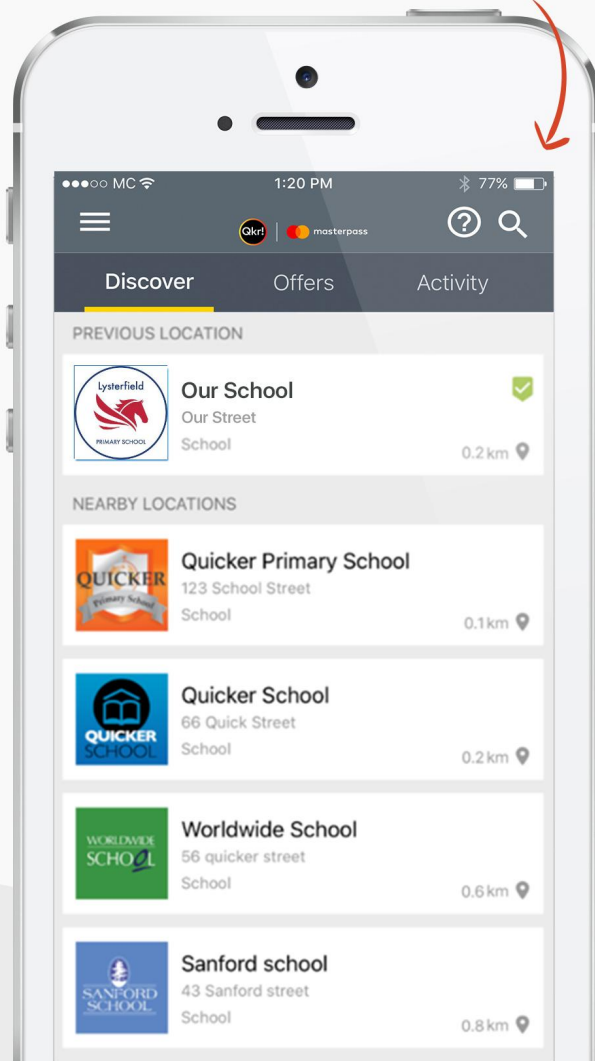 MC
1:20 PM
77%
Qkr!
masterpass
Discover
Offers
Activity
PREVIOUS LOCATION
Lysterfield
PRIMARY SCHOOL
Our School
Our Street
School
0.2 km
NEARBY LOCATIONS
QUICKER
Primary School
Quicker Primary School
123 School Street
School
0.1 km
QUICKER
SCHOOL
Quicker School
66 Quick Street
School
0.2 km
WORLDWIDE
SCHOOL
Worldwide School
56 quicker street
School
0.6 km
SANFORD
SCHOOL
Sanford school
43 Sanford street
School
0.8 km